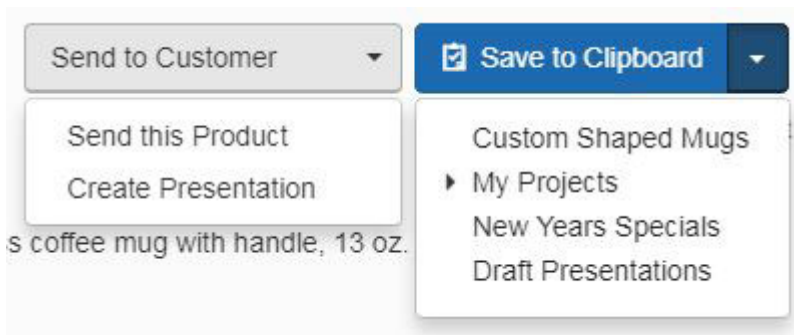 Send to Customer
Send this Product
Create Presentation
s coffee mug with handle, 13 oz.
Save to Clipboard
Custom Shaped Mugs
My Projects
New Years Specials
Draft Presentations